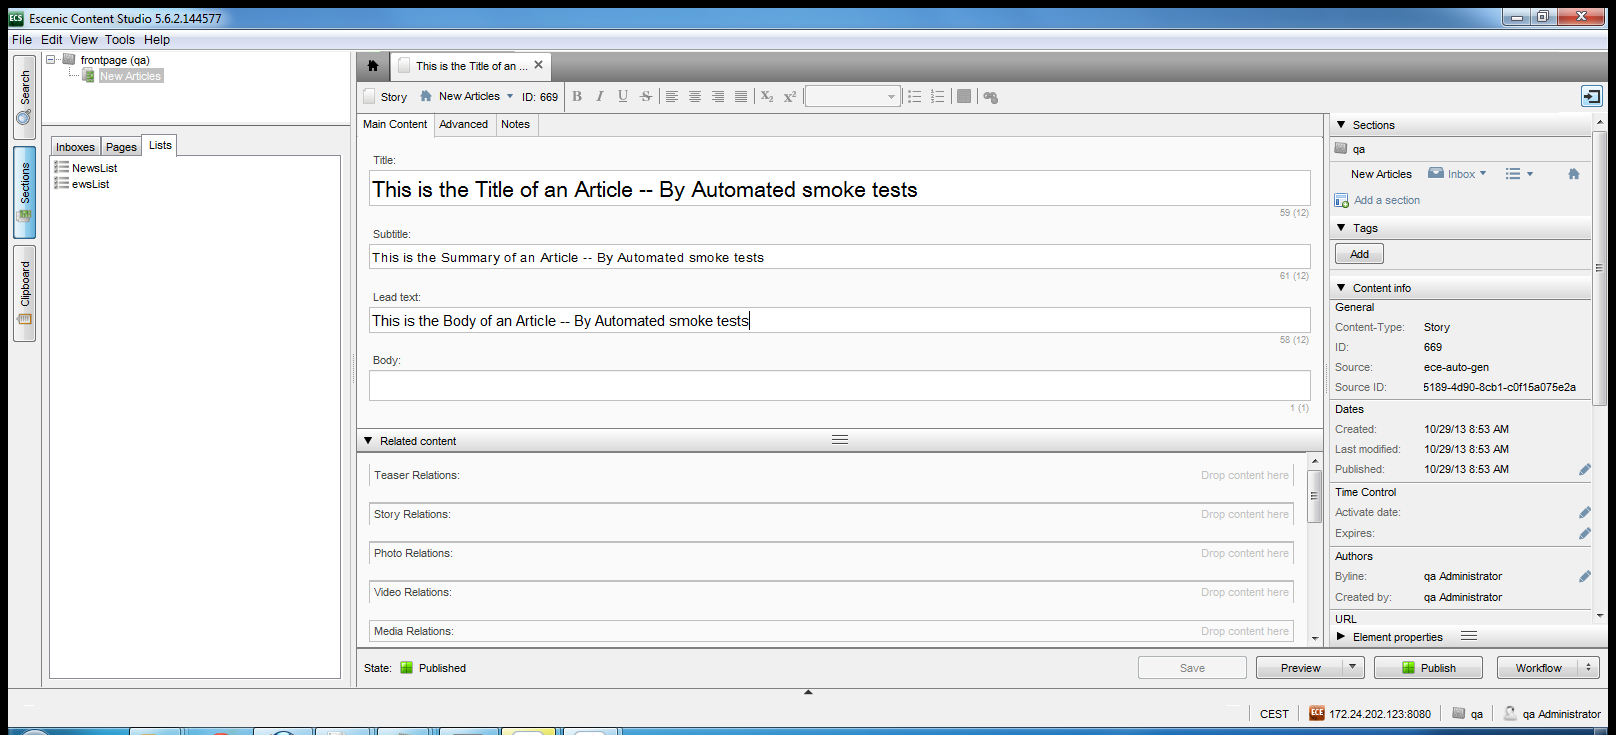 Escenic Content Studio 5.6.2.144577
File Edit View Tools Help
Search
Sections
Clipboard
frontpage (qa)
New Articles
Inboxes Pages Lists
NewsList
ewsList
This is the Title of an ...
Story New Articles ID: 669 B I U S X₂ X²
Main Content Advanced Notes
Title:
This is the Title of an Article -- By Automated smoke tests
59 (12)
Subtitle:
This is the Summary of an Article -- By Automated smoke tests
61 (12)
Lead text:
This is the Body of an Article -- By Automated smoke tests
58 (12)
Body:
1 (1)
Related content
Teaser Relations: Drop content here
Story Relations: Drop content here
Photo Relations: Drop content here
Video Relations: Drop content here
Media Relations: Drop content here
Sections
qa
New Articles Inbox
Add a section
Tags
Add
Content info
General
Content-Type: Story
ID: 669
Source: ece-auto-gen
Source ID: 5189-4d90-8cb1-c0f15a075e2a
Dates
Created: 10/29/13 8:53 AM
Last modified: 10/29/13 8:53 AM
Published: 10/29/13 8:53 AM
Time Control
Activate date:
Expires:
Authors
Byline: qa Administrator
Created by: qa Administrator
URL
Element properties
State: Published Save Preview Publish Workflow
CEST ECE 172.24.202.123:8080 qa qa Administrator